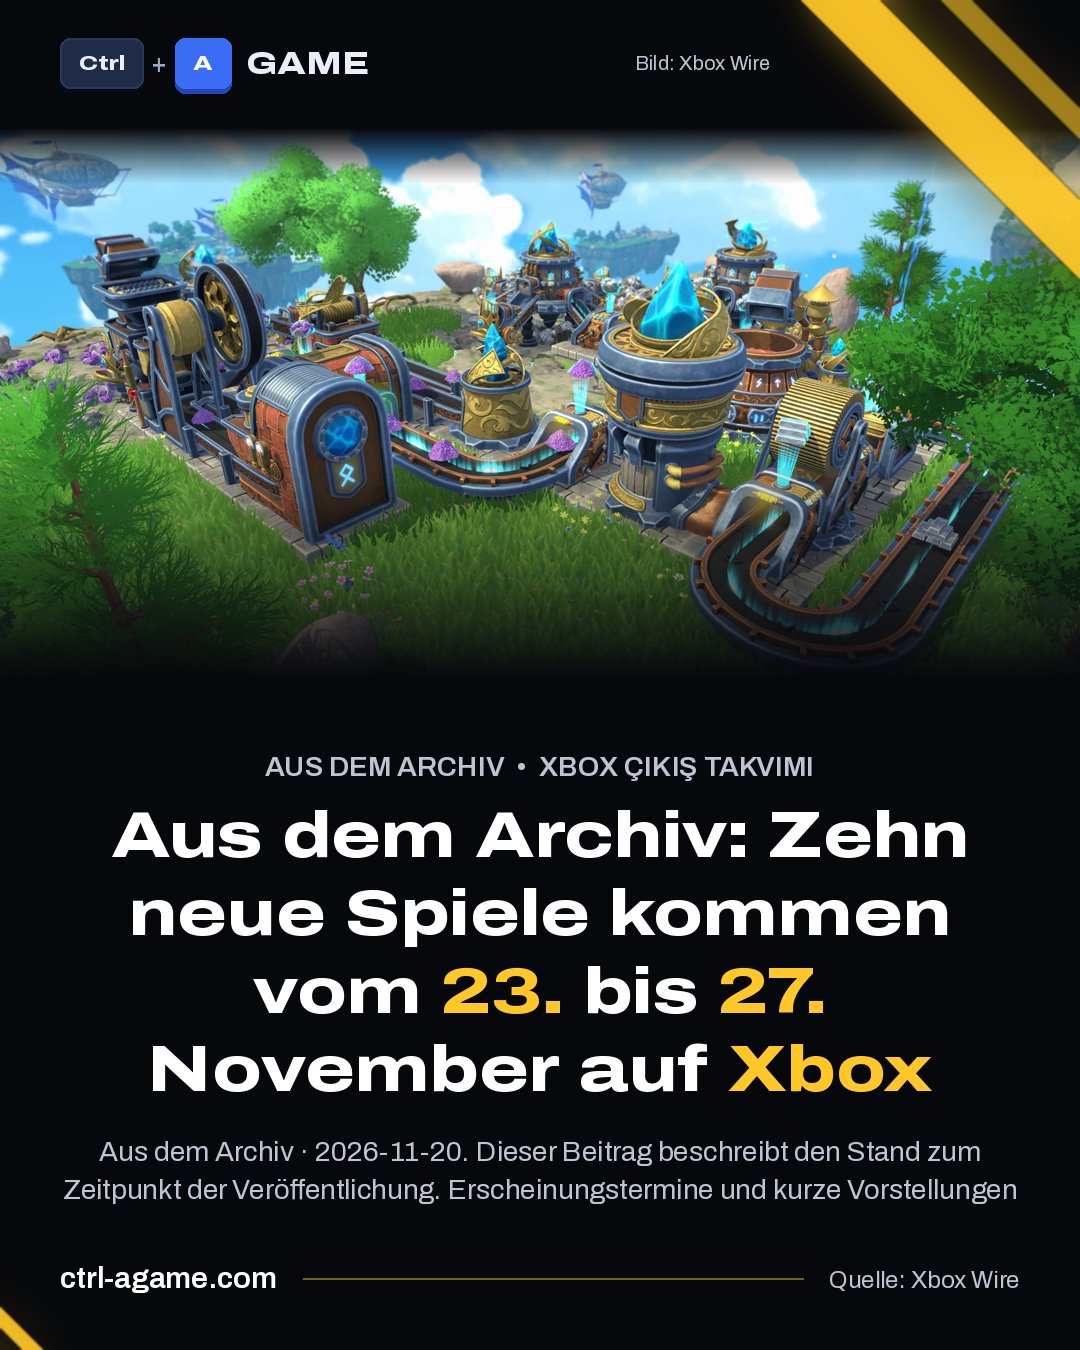 Ctrl + A GAME
Bild: Xbox Wire
AUS DEM ARCHIV • XBOX ÇIKIŞ TAKVIMI
Aus dem Archiv: Zehn
neue Spiele kommen
vom 23. bis 27.
November auf Xbox
Aus dem Archiv · 2026-11-20. Dieser Beitrag beschreibt den Stand zum
Zeitpunkt der Veröffentlichung. Erscheinungstermine und kurze Vorstellungen
ctrl-agame.com
Quelle: Xbox Wire